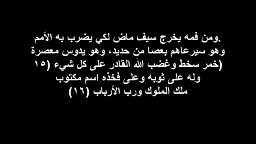 .ومن فمه يخرج سيف ماض لكي يضرب به الأمم
وهو سيرعاهم بعصا من حديد، وهو يدوس معصرة
(خمر سخط وغضب الله القادر على كل شيء (١٥
وله على ثوبه وعلى فخذه اسم مكتوب
ملك الملوك ورب الأرباب (١٦)